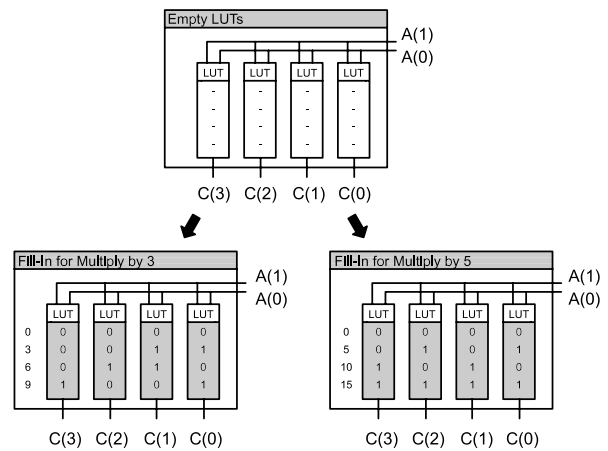 Empty LUTs
A(1)
A(0)
LUT LUT LUT LUT
- - - -
- - - -
- - - -
- - - -
C(3) C(2) C(1) C(0)
Fill-In for Multiply by 3
A(1)
A(0)
LUT LUT LUT LUT
0 0 0 0 0
3 0 0 1 1
6 0 1 1 0
9 1 0 0 1
C(3) C(2) C(1) C(0)
Fill-In for Multiply by 5
A(1)
A(0)
LUT LUT LUT LUT
0 0 0 0 0
5 0 1 0 1
10 1 0 1 0
15 1 1 1 1
C(3) C(2) C(1) C(0)